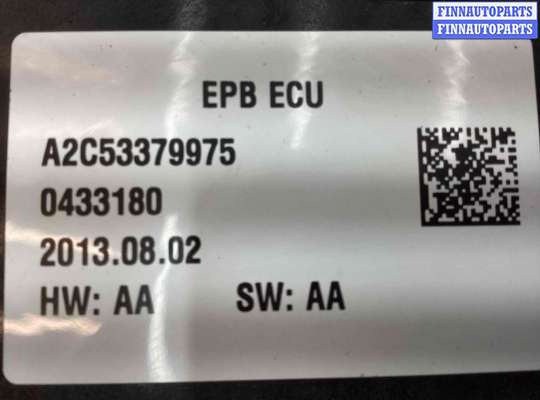 FINNAUTOPARTS
FINNAUTOPARTS
EPB ECU
A2C53379975
0433180
2013.08.02
HW: AA SW: AA